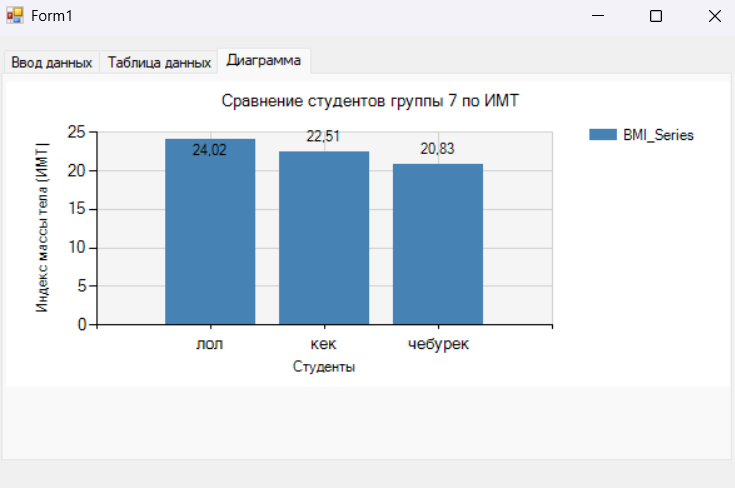 Form1
Ввод данных Таблица данных Диаграмма
Сравнение студентов группы 7 по ИМТ
BMI_Series
Индекс массы тела (ИМТ)
25
20
15
10
5
0
24,02
22,51
20,83
лол кек чебурек
Студенты